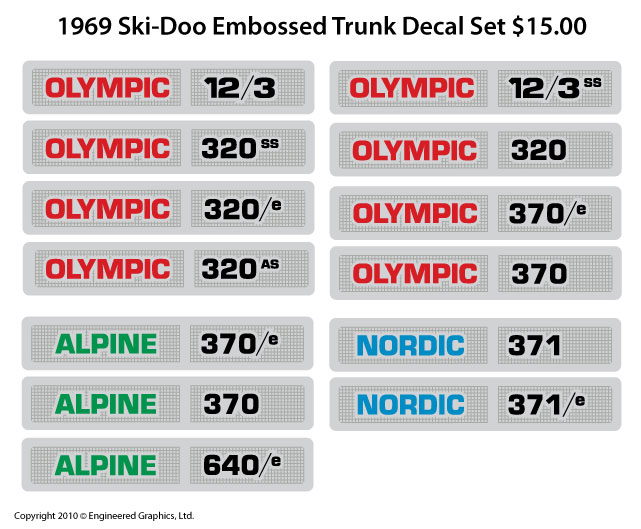 1969 Ski-Doo Embossed Trunk Decal Set $15.00
OLYMPIC 12/3
OLYMPIC 12/3 SS
OLYMPIC 320 SS
OLYMPIC 320
OLYMPIC 320/e
OLYMPIC 370/e
OLYMPIC 320 AS
OLYMPIC 370
ALPINE 370/e
NORDIC 371
ALPINE 370
NORDIC 371/e
ALPINE 640/e
Copyright 2010 © Engineered Graphics, Ltd.